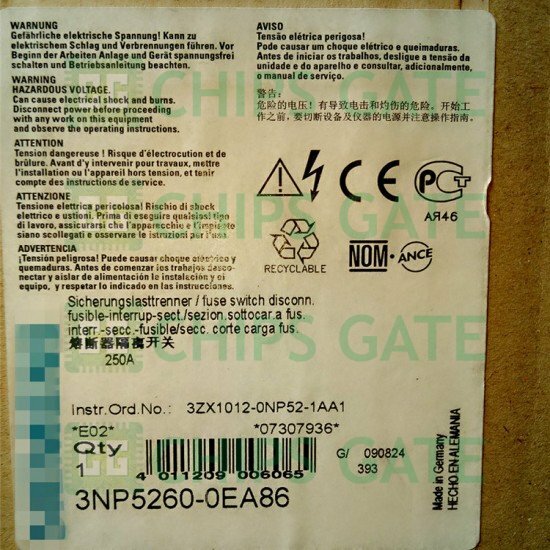 WARNUNG
Gefährliche elektrische Spannung! Kann zu
elektrischem Schlag und Verbrennungen führen. Vor
Beginn der Arbeiten Anlage und Gerät spannungsfrei
schalten und Betriebsanleitung beachten.
WARNING
HAZARDOUS VOLTAGE.
Can cause electrical shock and burns.
Disconnect power before proceeding
with any work on this equipment
and observe the operating instructions.
ATTENTION
Tension dangereuse ! Risque d'électrocution et de
brûlure. Avant d'y intervenir pour travaux, mettre
l'installation ou l'appareil hors tension, et tenir
compte des instructions de service.
ATTENZIONE
Tensione elettrica pericolosa! Rischio di shock
elettrico e ustioni. Prima di eseguire qualsiasi tipo
di lavoro, assicurarsi che l'apparecchio e l'impianto
siano scollegati e osservare le istruzioni per l'uso.
ADVERTENCIA
¡Tensión peligrosa! Puede causar choque eléctrico y
quemaduras. Antes de comenzar los trabajos desco-
nectar y aislar de alimentación la instalación y el
equipo, y respetar lo indicado en las instrucciones.
AVISO
Tensão elétrica perigosa!
Pode causar um choque elétrico e queimaduras.
Antes de iniciar os trabalhos, desligar a tensão da
unidade e do aparelho e consultar, adicionalmente,
o manual de servico.
警告:
危险的电压! 有导致电击和灼伤的危险。开始工
作之前,要切断设备及仪器的电源并注意操作指南。
CE
АЯ46
RECYCLABLE
NOM-ANCE
CHIPS GATE
Sicherungslasttrenner / fuse switch disconn.
fusible-interrup-sect./sezion.sottocar.a fus.
interr.-secc.-fusible/secc. corte carga fus.
熔断器隔离开关
250A
CHIPS GATE
Instr.Ord.No.: 3ZX1012-0NP52-1AA1
*E02* *07307936*
Qty
1
4 011209 606065
G/ 090824
393
3NP5260-0EA86
Made in Germany
HECHO EN ALEMANIA